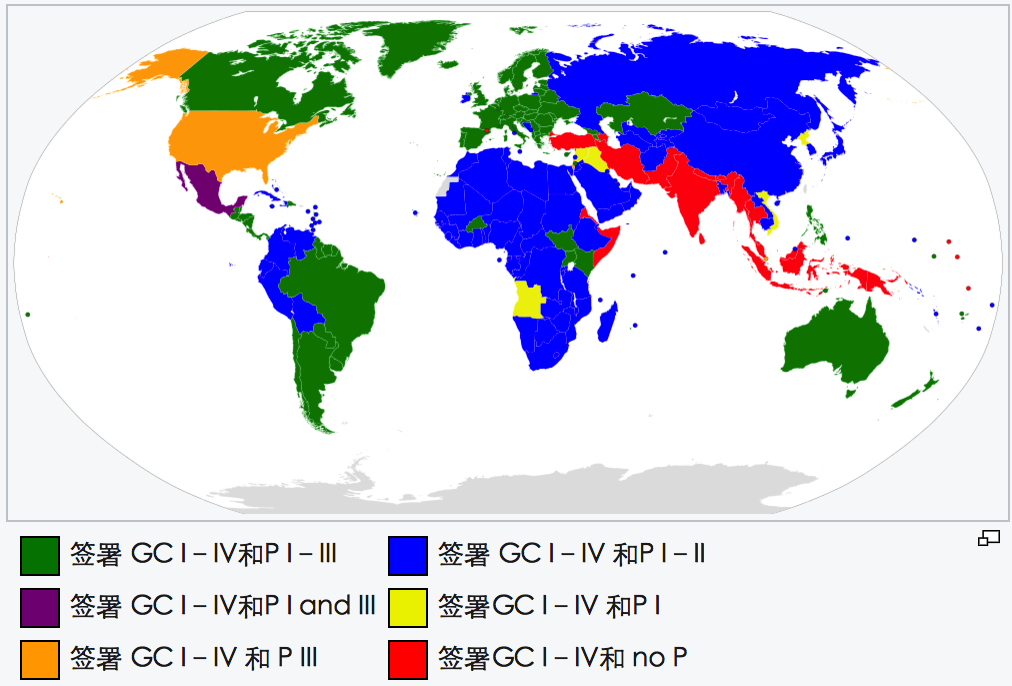 签署 GC I – IV和P I – III
签署 GC I – IV 和P I – II
签署 GC I – IV和P I and III
签署GC I – IV 和P I
签署 GC I – IV 和 P III
签署GC I – IV和 no P